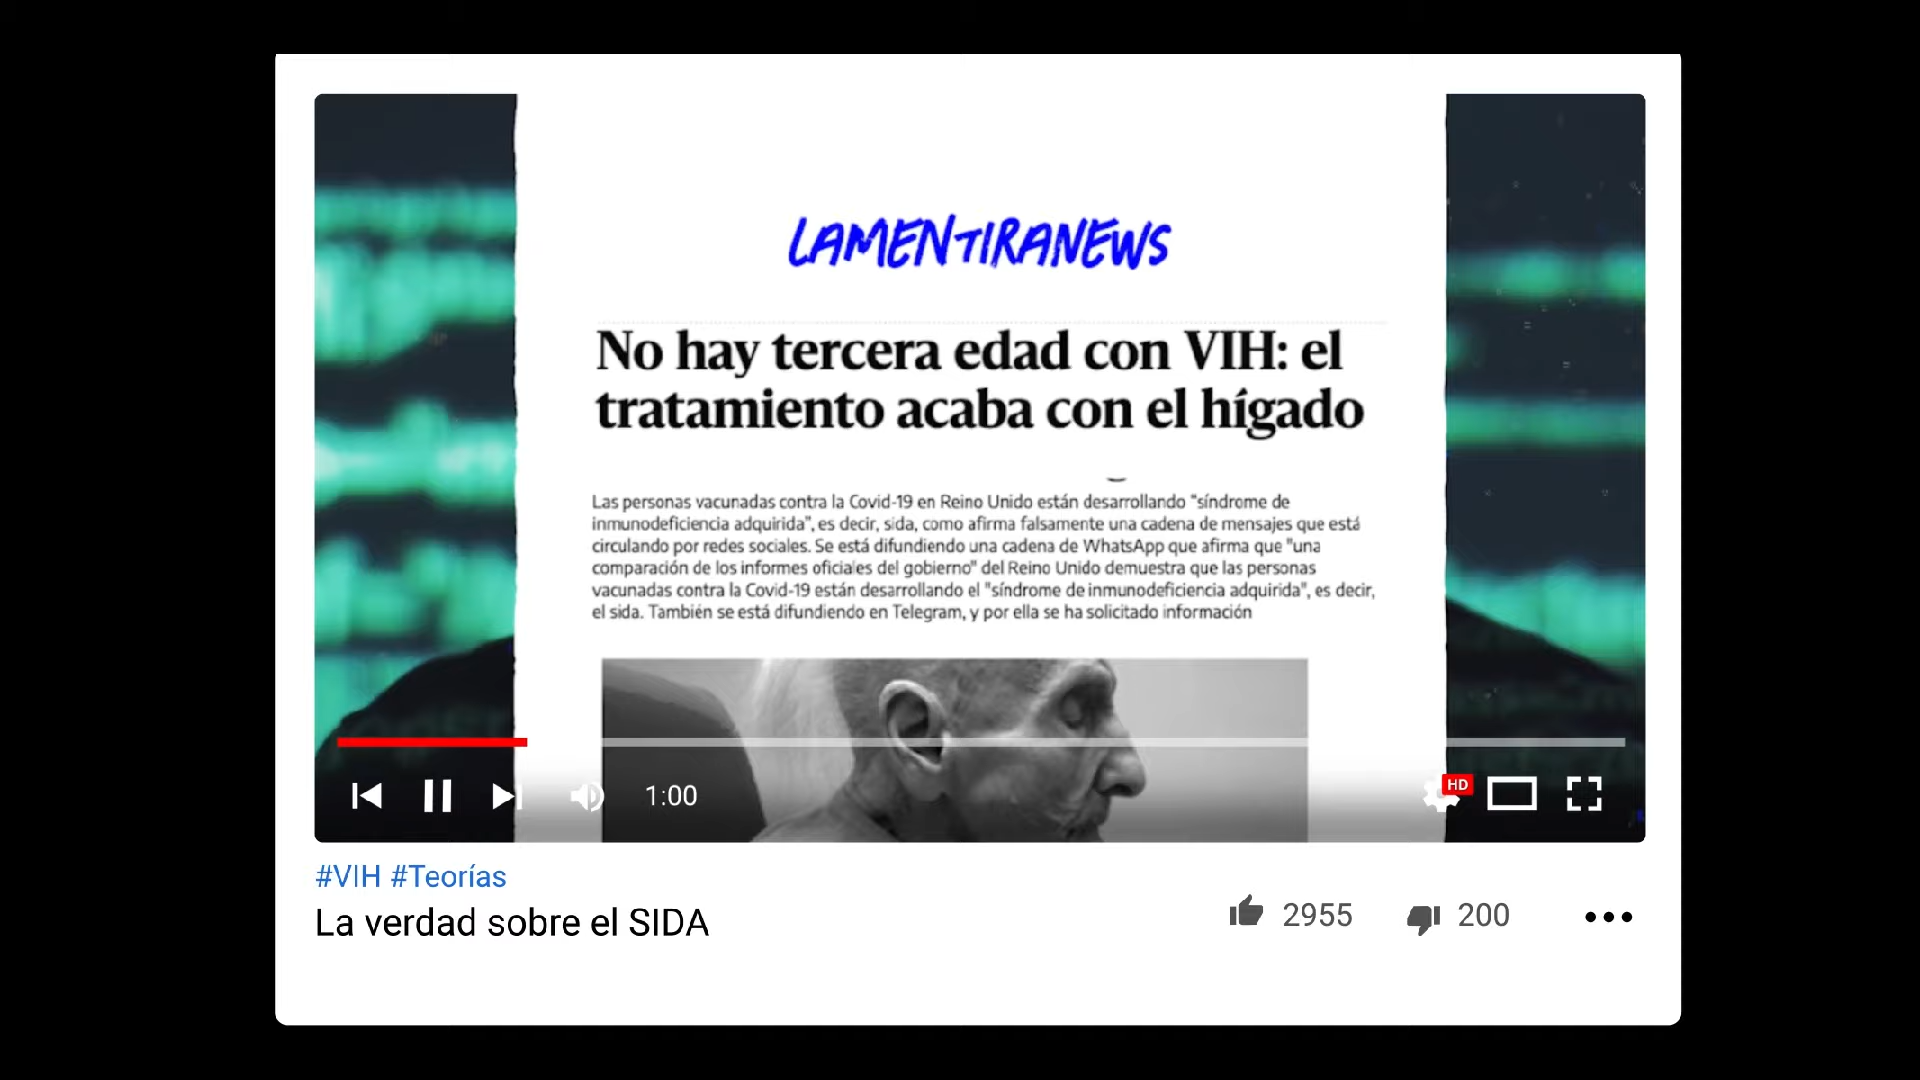 LAMENTIRANEWS
No hay tercera edad con VIH: el
tratamiento acaba con el hígado
Las personas vacunadas contra la Covid-19 en Reino Unido están desarrollando "síndrome de
inmunodeficiencia adquirida", es decir, sida, como afirma falsamente una cadena de mensajes que está
circulando por redes sociales. Se está difundiendo una cadena de WhatsApp que afirma que "una
comparación de los informes oficiales del gobierno" del Reino Unido demuestra que las personas
vacunadas contra la Covid-19 están desarrollando el "síndrome de inmunodeficiencia adquirida", es decir,
el sida. También se está difundiendo en Telegram, y por ella se ha solicitado información
1:00
HD
#VIH #Teorías
La verdad sobre el SIDA
2955
200